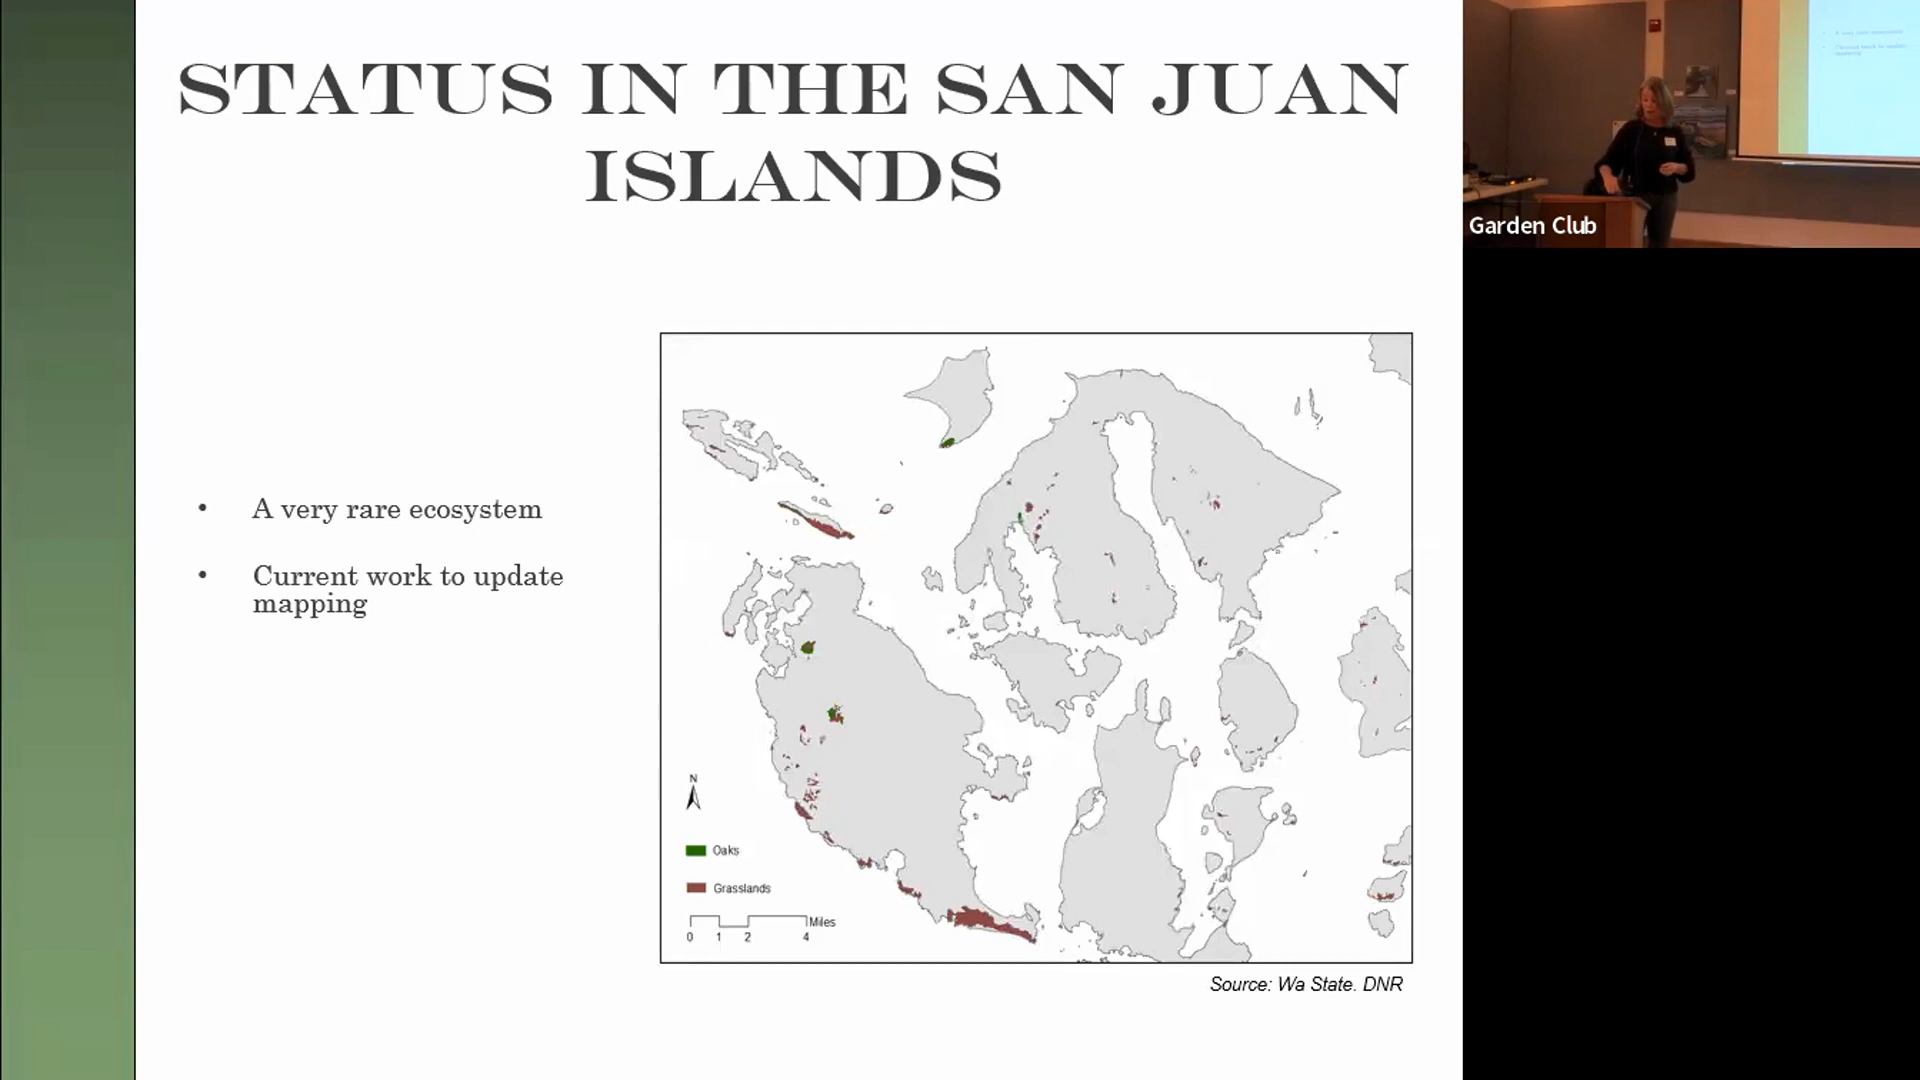 STATUS IN THE SAN JUAN
ISLANDS
• A very rare ecosystem
• Current work to update
mapping
N
Oaks
Grasslands
Miles
0 1 2 4
Source: Wa State. DNR
Garden Club